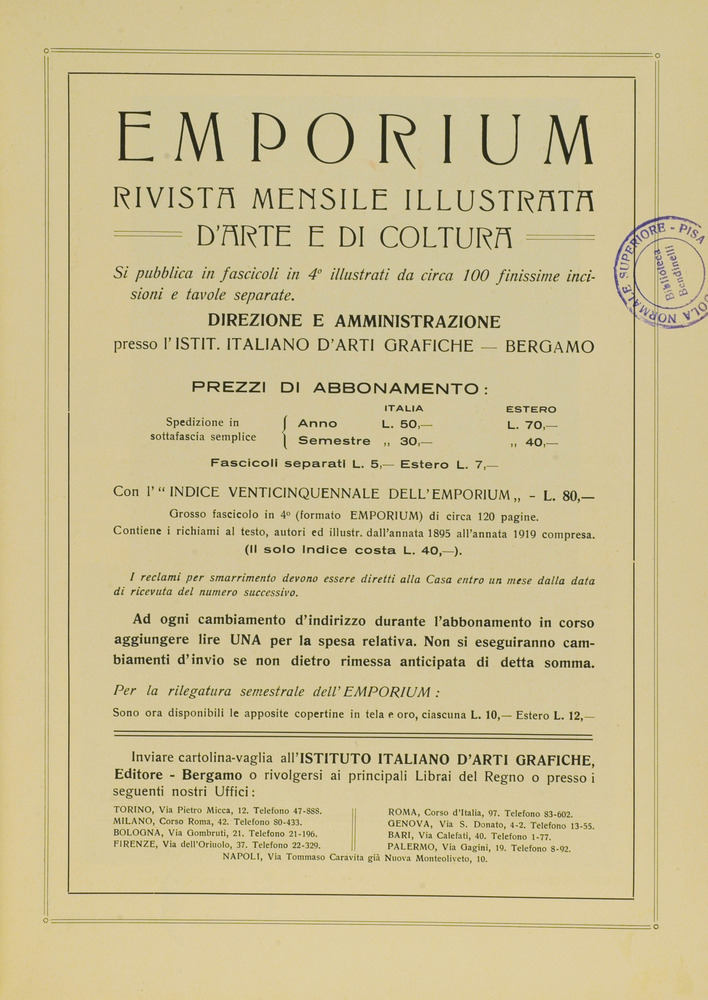 EMPORIUM
RIVISTA MENSILE ILLUSTRATA
D'ARTE E DI COLTURA
Si pubblica in fascicoli in 4º illustrati da circa 100 finissime inci-
sioni e tavole separate.
DIREZIONE E AMMINISTRAZIONE
presso l'ISTIT. ITALIANO D'ARTI GRAFICHE — BERGAMO
PREZZI DI ABBONAMENTO:
ITALIA ESTERO
Spedizione in sottafascia semplice
Anno L. 50,— L. 70,—
Semestre „ 30,— „ 40,—
Fascicoli separati L. 5,— Estero L. 7,—
Con l'“INDICE VENTICINQUENNALE DELL'EMPORIUM„ - L. 80,—
Grosso fascicolo in 4º (formato EMPORIUM) di circa 120 pagine.
Contiene i richiami al testo, autori ed illustr. dall'annata 1895 all'annata 1919 compresa.
(Il solo Indice costa L. 40,—).
I reclami per smarrimento devono essere diretti alla Casa entro un mese dalla data
di ricevuta del numero successivo.
Ad ogni cambiamento d'indirizzo durante l'abbonamento in corso
aggiungere lire UNA per la spesa relativa. Non si eseguiranno cam-
biamenti d'invio se non dietro rimessa anticipata di detta somma.
Per la rilegatura semestrale dell'EMPORIUM:
Sono ora disponibili le apposite copertine in tela e oro, ciascuna L. 10,— Estero L. 12,—
Inviare cartolina-vaglia all'ISTITUTO ITALIANO D'ARTI GRAFICHE,
Editore - Bergamo o rivolgersi ai principali Librai del Regno o presso i
seguenti nostri Uffici:
TORINO, Via Pietro Micca, 12. Telefono 47-888.
MILANO, Corso Roma, 42. Telefono 80-433.
BOLOGNA, Via Gombruti, 21. Telefono 21-196.
FIRENZE, Via dell'Oriuolo, 37. Telefono 22-329.
ROMA, Corso d'Italia, 97. Telefono 83-602.
GENOVA, Via S. Donato, 4-2. Telefono 13-55.
BARI, Via Calefati, 40. Telefono 1-77.
PALERMO, Via Gagini, 19. Telefono 8-92.
NAPOLI, Via Tommaso Caravita già Nuova Monteoliveto, 10.
SCUOLA NORMALE SUPERIORE - PISA
Biblioteca
Bendinelli